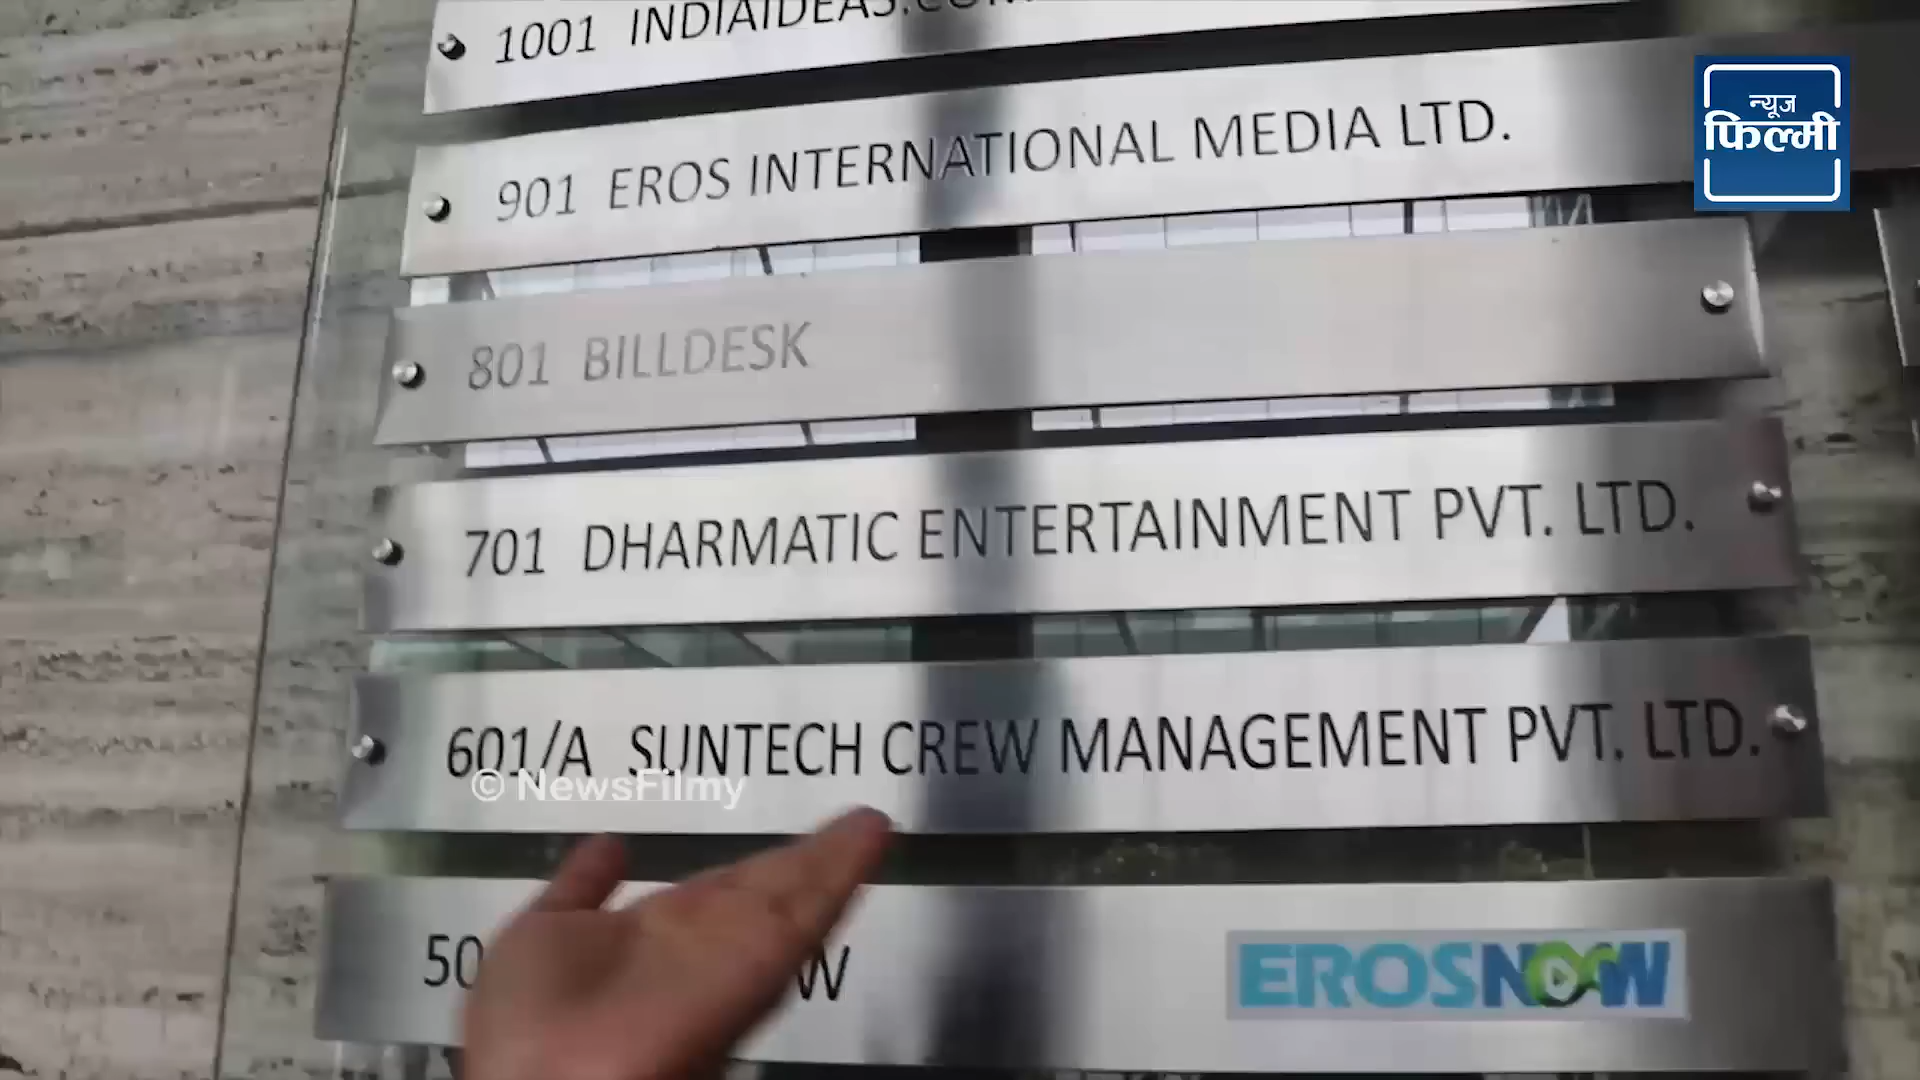 1001 INDIAIDEAS.COM
901 EROS INTERNATIONAL MEDIA LTD.
न्यूज
फिल्मी
801 BILLDESK
701 DHARMATIC ENTERTAINMENT PVT. LTD.
601/A SUNTECH CREW MANAGEMENT PVT. LTD.
© NewsFilmy
EROSNOW